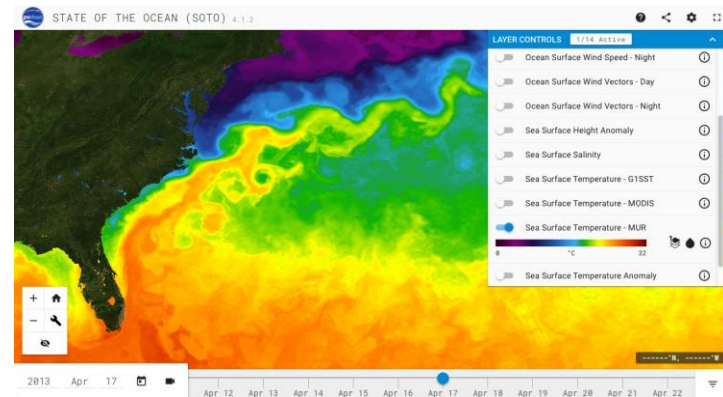 STATE OF THE OCEAN (SOTO) 4.1.2
LAYER CONTROLS 1/14 Active
Ocean Surface Wind Speed - Night
Ocean Surface Wind Vectors - Day
Ocean Surface Wind Vectors - Night
Sea Surface Height Anomaly
Sea Surface Salinity
Sea Surface Temperature - G1SST
Sea Surface Temperature - MODIS
Sea Surface Temperature - MUR
0 °C 32
Sea Surface Temperature Anomaly
------°N, ------°W
2013 Apr 17
Apr 12 Apr 13 Apr 14 Apr 15 Apr 16 Apr 17 Apr 18 Apr 19 Apr 20 Apr 21 Apr 22